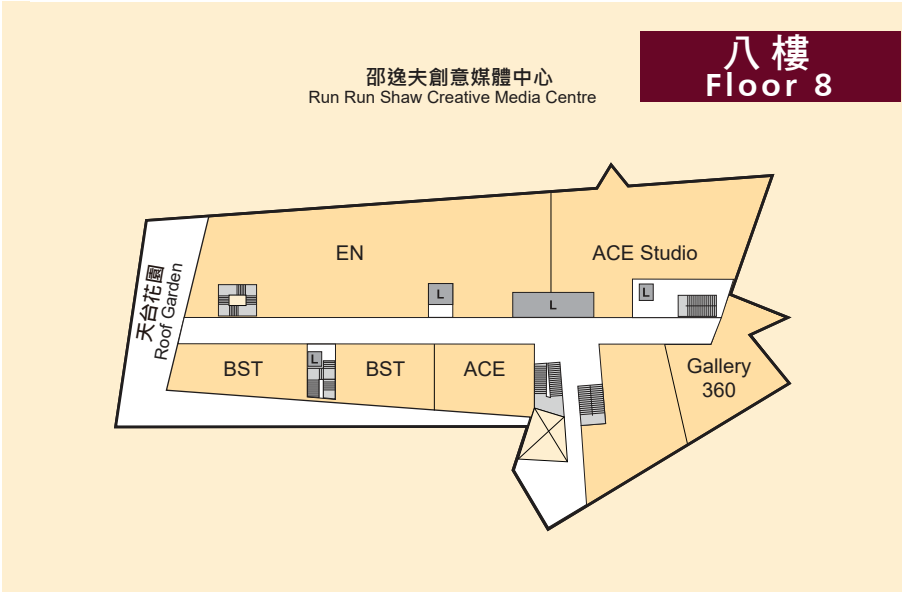 八樓
Floor 8
邵逸夫創意媒體中心
Run Run Shaw Creative Media Centre
EN
ACE Studio
天台花園
Roof Garden
L
L
L
BST
L
BST
ACE
Gallery
360